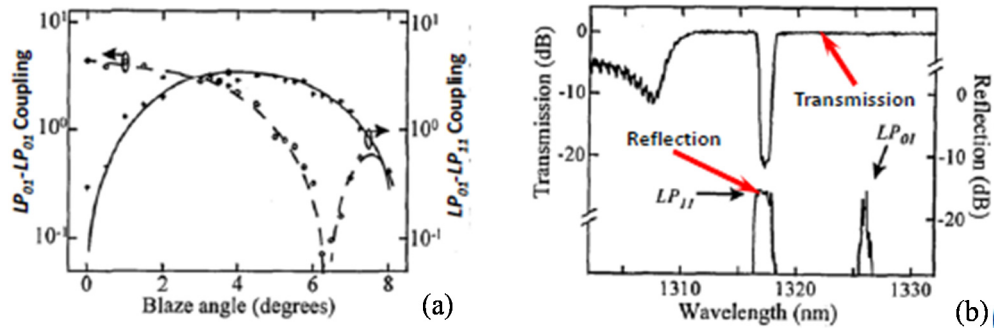 10¹
10⁰
10⁻¹
LP01-LP01 Coupling
0
2
4
6
8
Blaze angle (degrees)
10¹
10⁰
10⁻¹
LP01-LP11 Coupling
(a)
Transmission (dB)
0
-10
-20
Transmission
Reflection
LP11
LP01
0
-10
-20
Reflection (dB)
1310
1320
1330
Wavelength (nm)
(b)